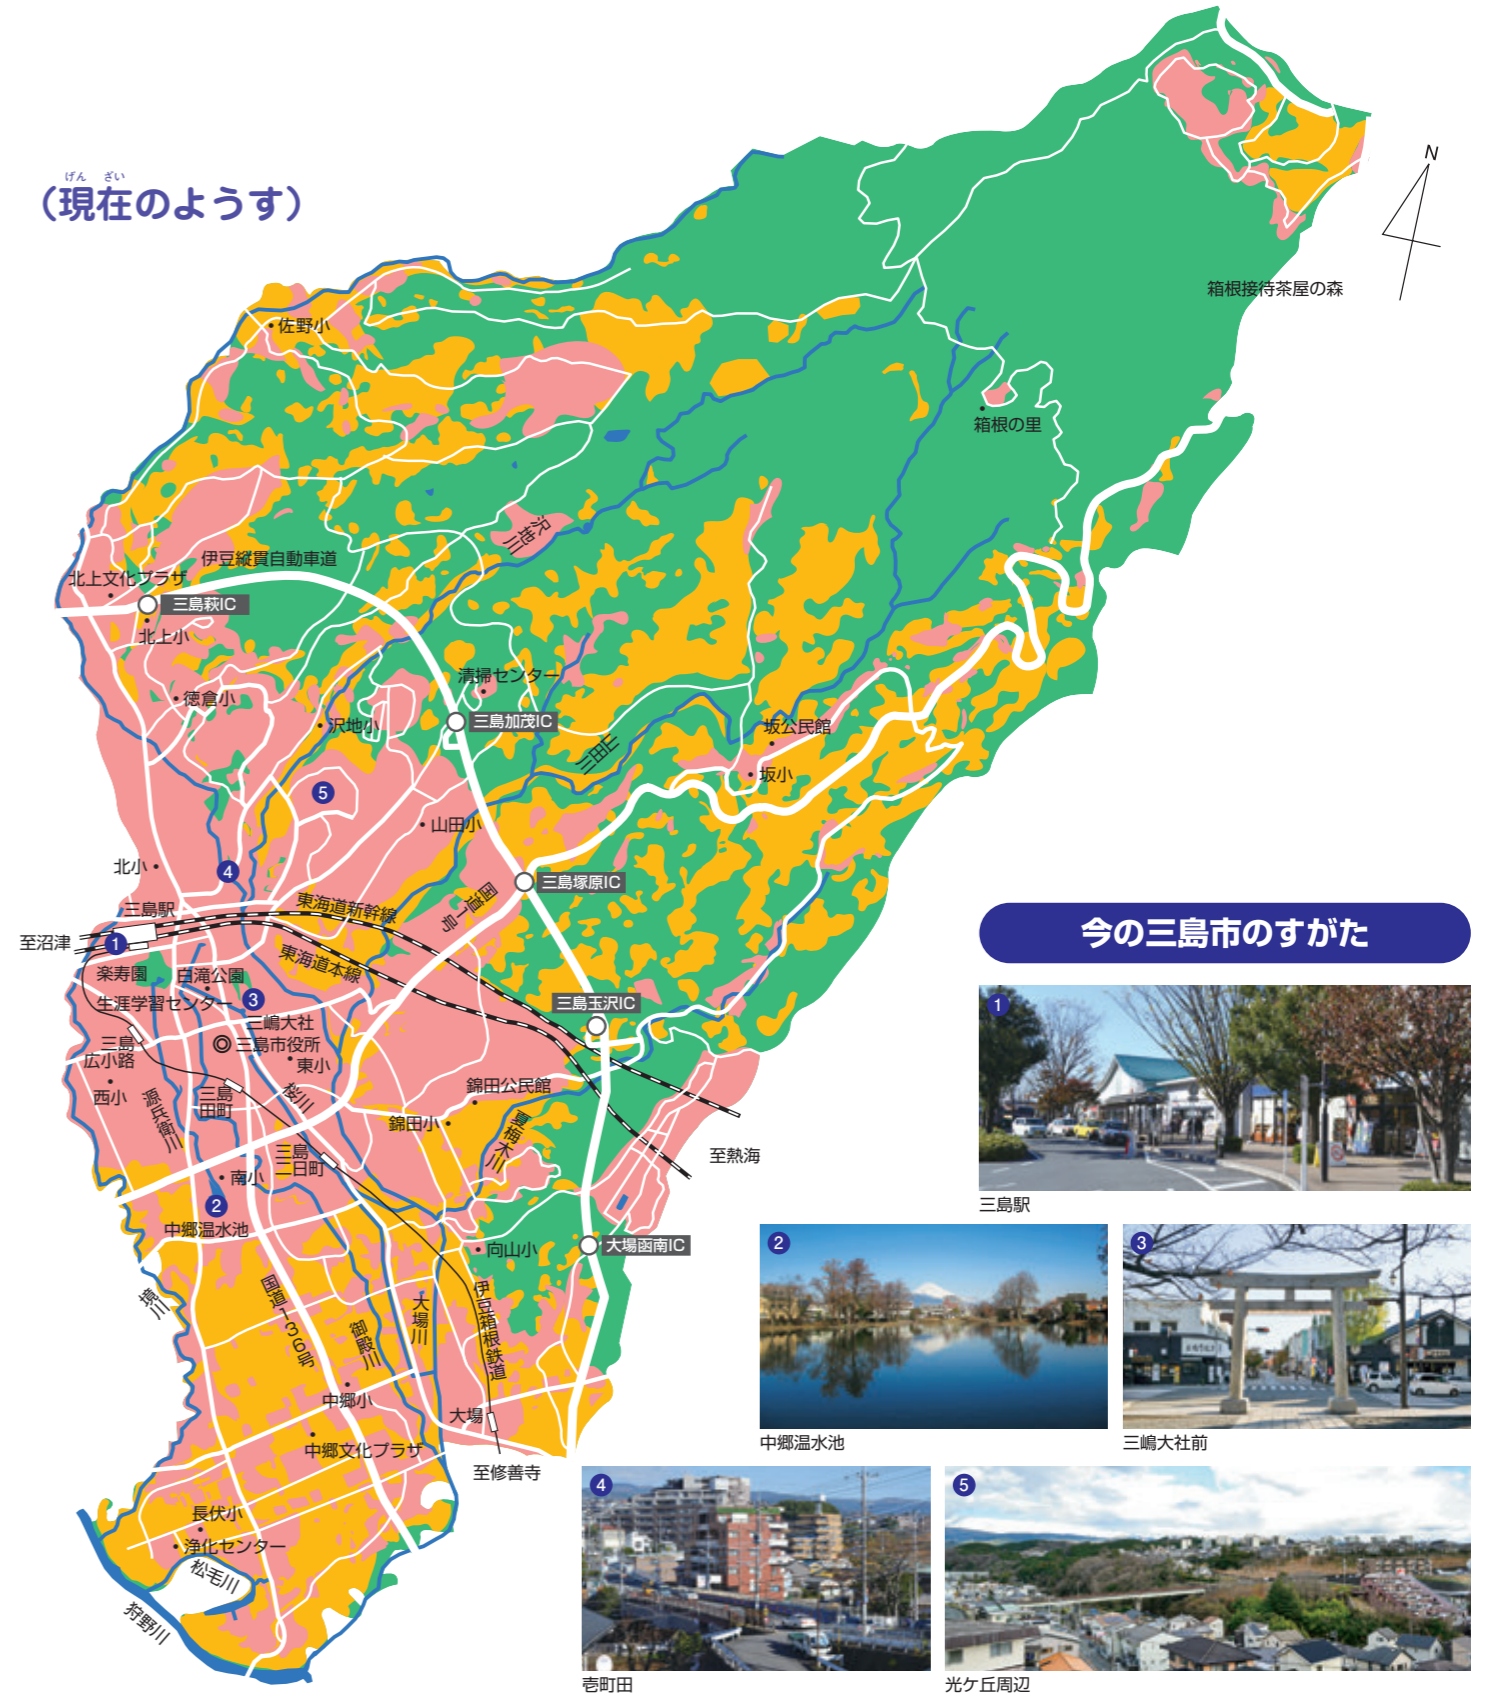 げん ざい
（現在のようす）
N
箱根接待茶屋の森
佐野小
箱根の里
沢地川
伊豆縦貫自動車道
北上文化プラザ
三島萩IC
北上小
清掃センター
徳倉小
沢地小
三島加茂IC
山田川
坂公民館
坂小
5
山田小
北小
4
三島塚原IC
国道1号
三島駅
東海道新幹線
至沼津
1
東海道本線
楽寿園
白滝公園
生涯学習センター
3
三島玉沢IC
三嶋大社
三島市役所
三島
広小路
東小
西小
源兵衛川
三島
田町
桜川
錦田公民館
錦田小
夏梅木川
至熱海
三島
二日町
南小
2
中郷温水池
向山小
大場函南IC
境川
国道136号
御殿川
大場川
伊豆箱根鉄道
中郷小
大場
中郷文化プラザ
至修善寺
長伏小
浄化センター
松毛川
狩野川
今の三島市のすがた
1
三島駅
2
中郷温水池
3
三嶋大社前
4
壱町田
5
光ケ丘周辺